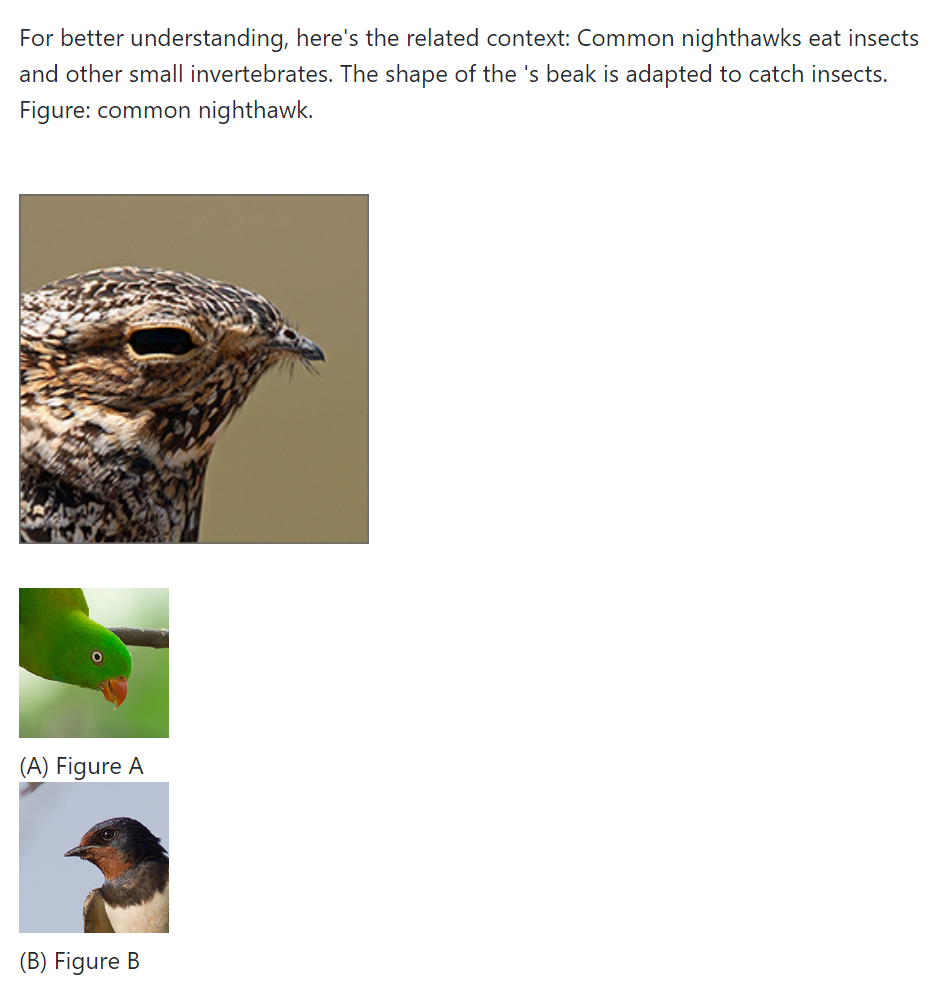 For better understanding, here's the related context: Common nighthawks eat insects
and other small invertebrates. The shape of the 's beak is adapted to catch insects.
Figure: common nighthawk.
(A) Figure A
(B) Figure B